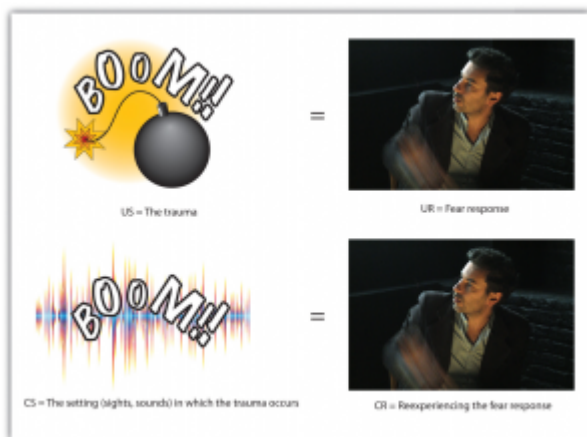 BOOM!!
=
US = The trauma
UR = Fear response
BOOM!!
=
CS = The setting (sights, sounds) in which the trauma occurs
CR = Reexperiencing the fear response